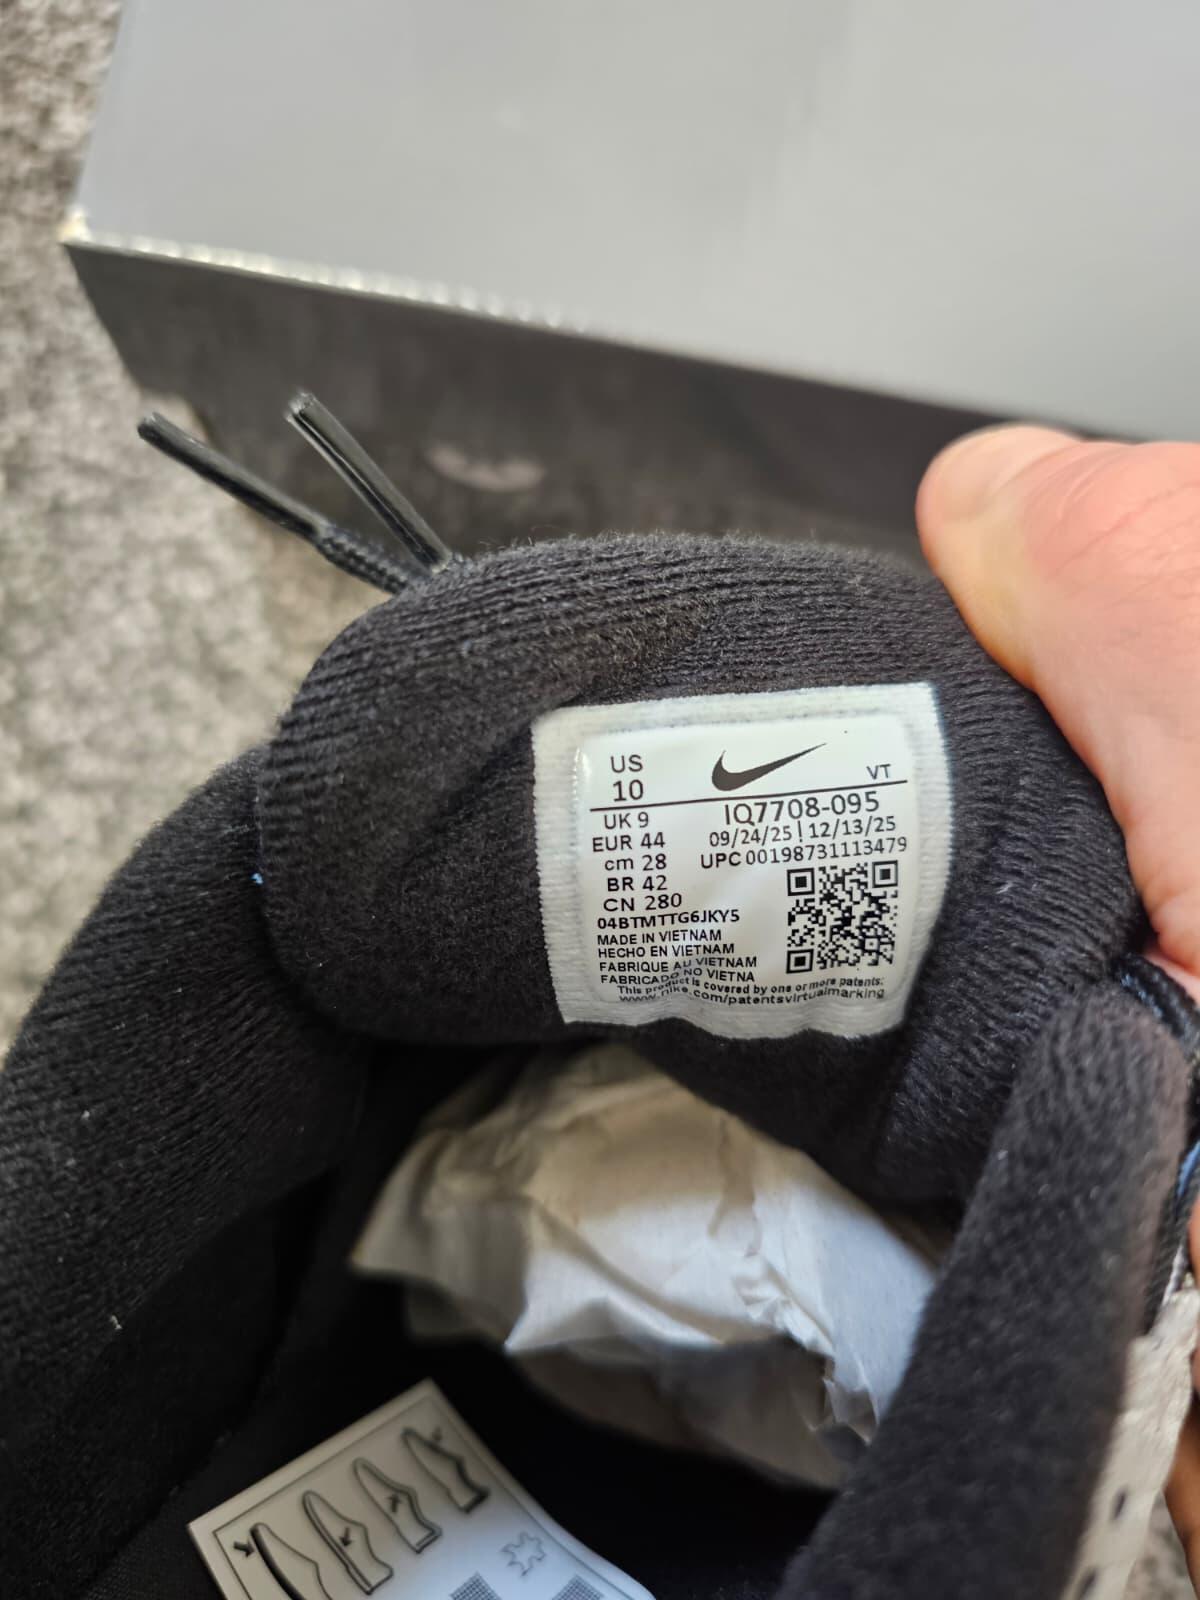 US
10
VT
IQ7708-095
UK 9
09/24/25 | 12/13/25
EUR 44
UPC 00198731113479
cm 28
BR 42
CN 280
04BTMTTG6JKY5
MADE IN VIETNAM
HECHO EN VIETNAM
FABRIQUE AU VIETNAM
FABRICADO NO VIETNA
This product is covered by one or more patents:
www.nike.com/patentsvirtualmarking